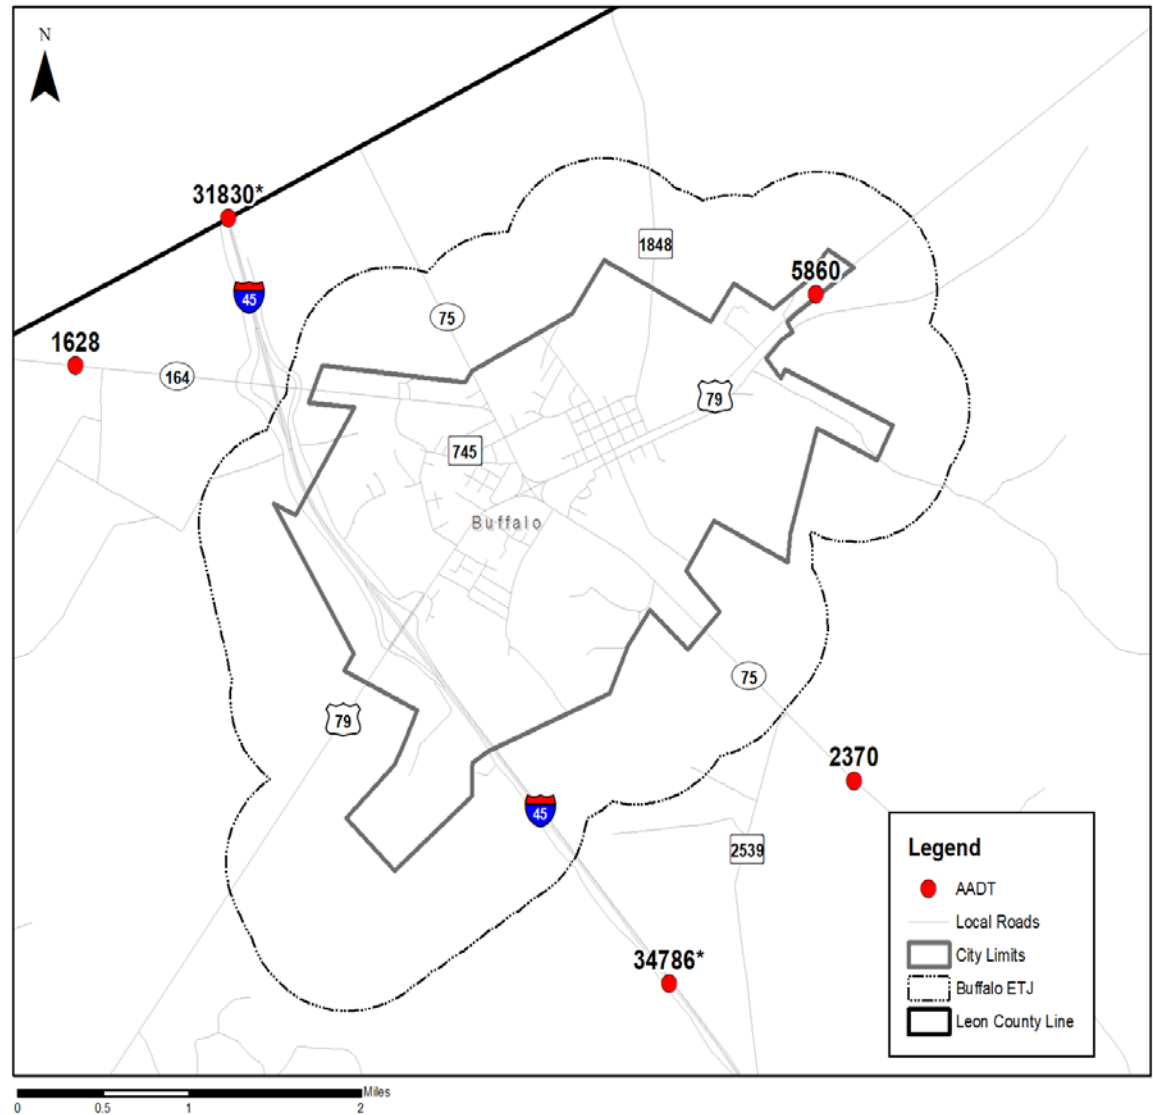 N
31830*
1848
5860
45
75
1628
164
79
745
Buffalo
75
79
2370
45
2539
34786*
Legend
AADT
Local Roads
City Limits
Buffalo ETJ
Leon County Line
Miles
0 0.5 1 2